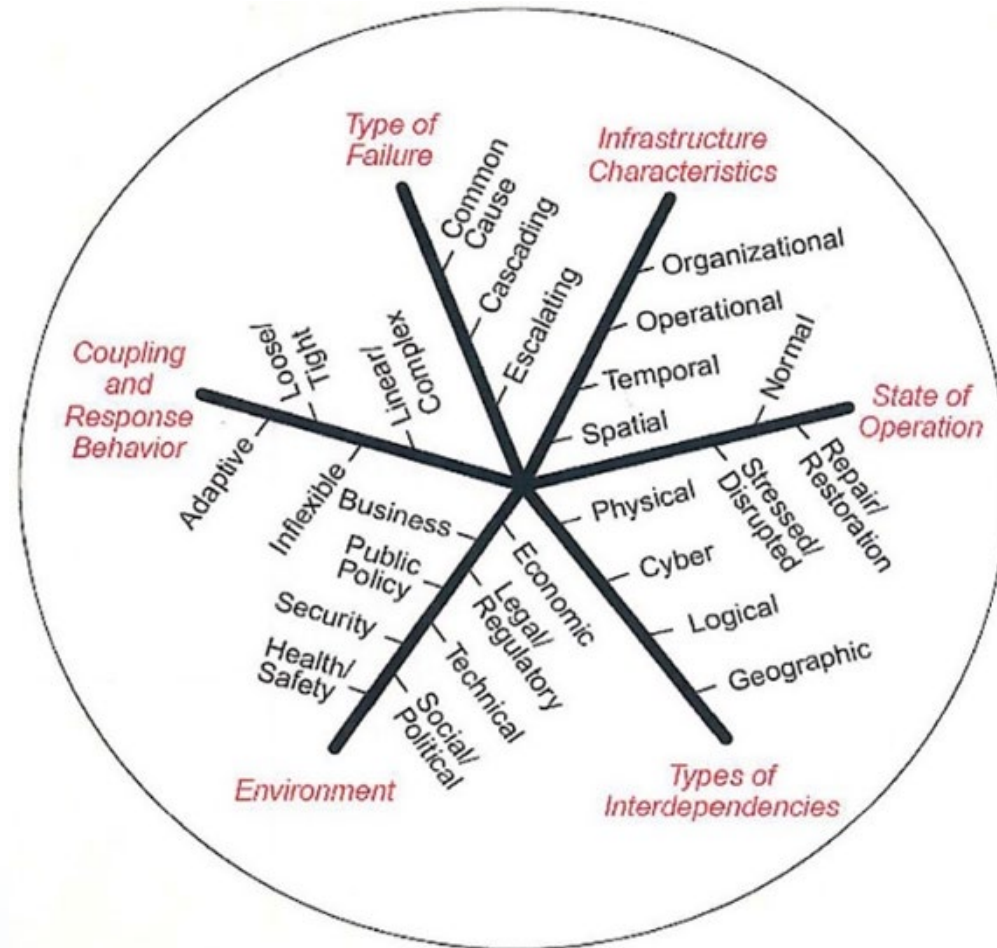 Type of
Failure
Common
Cause
Cascading
Escalating
Infrastructure
Characteristics
Organizational
Operational
Temporal
Spatial
State of
Operation
Normal
Repair/
Restoration
Stressed/
Disrupted
Types of
Interdependencies
Physical
Cyber
Logical
Geographic
Environment
Economic
Legal/
Regulatory
Technical
Social/
Political
Business
Public
Policy
Security
Health/
Safety
Coupling
and
Response
Behavior
Loose/
Tight
Linear/
Complex
Adaptive
Inflexible